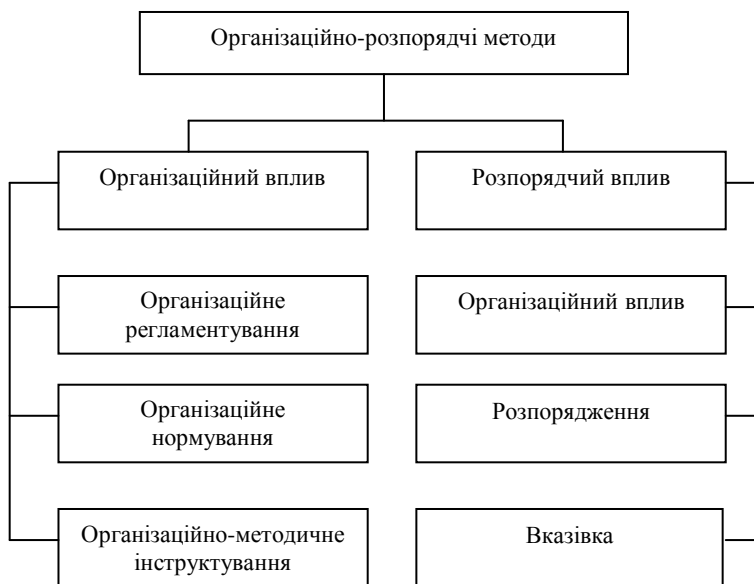 Організаційно-розпорядчі методи
Організаційний вплив
Розпорядчий вплив
Організаційне
регламентування
Організаційний вплив
Організаційне
нормування
Розпорядження
Організаційно-методичне
інструктування
Вказівка